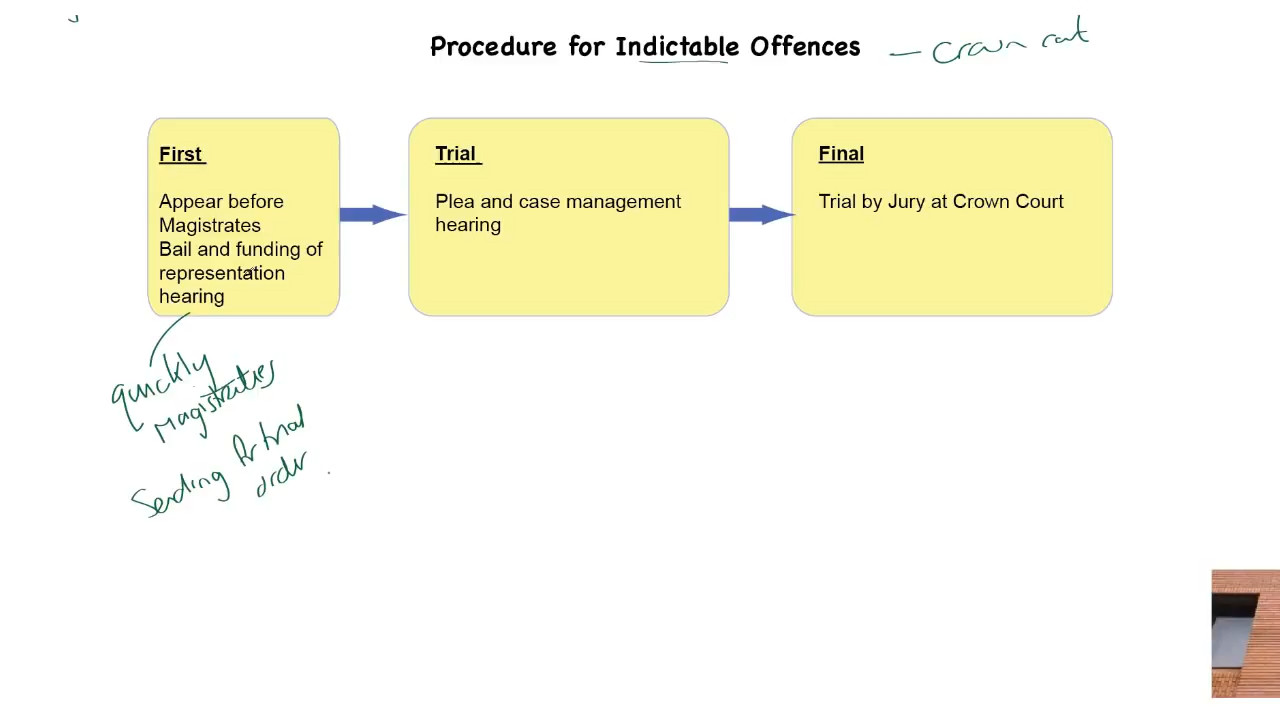 Procedure for Indictable Offences
- Crown court
First
Appear before
Magistrates
Bail and funding of
representation
hearing
Trial
Plea and case management
hearing
Final
Trial by Jury at Crown Court
quickly
Magistrates
Sending for trial
order